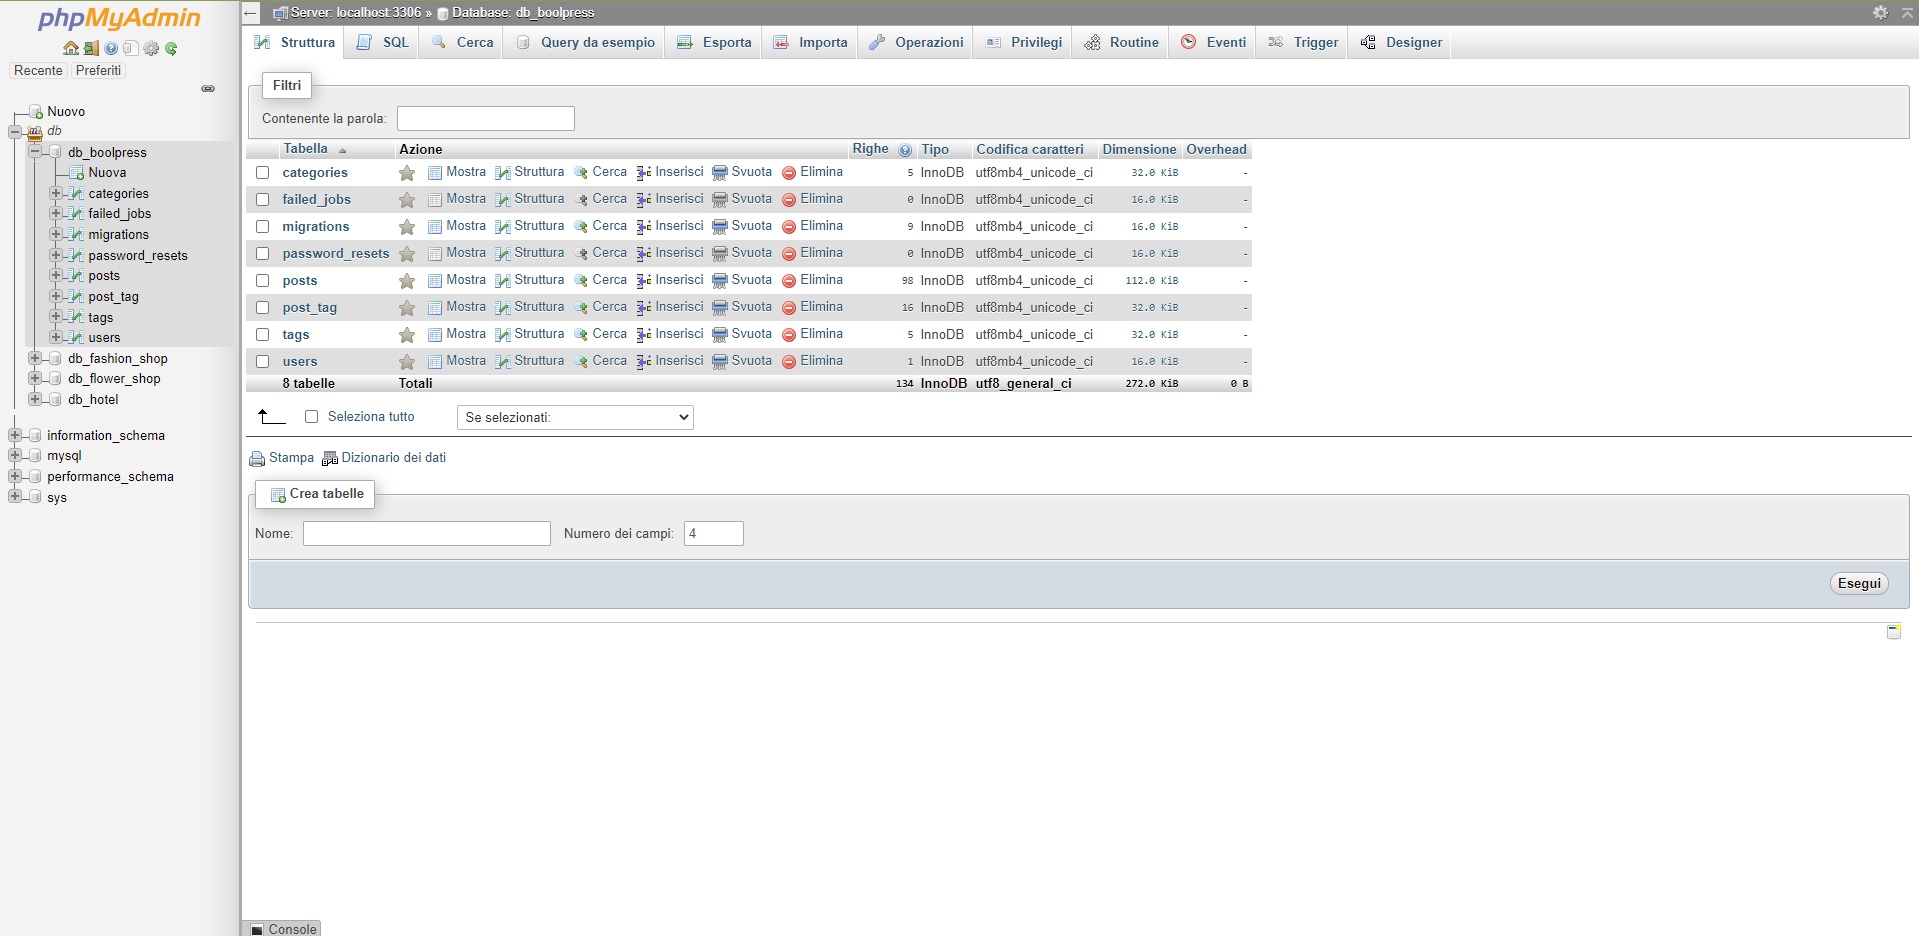 phpMyAdmin
Server: localhost:3306 » Database: db_boolpress
Recente Preferiti
Struttura SQL Cerca Query da esempio Esporta Importa Operazioni Privilegi Routine Eventi Trigger Designer
Nuovo
db
db_boolpress
Nuova
categories
failed_jobs
migrations
password_resets
posts
post_tag
tags
users
db_fashion_shop
db_flower_shop
db_hotel
information_schema
mysql
performance_schema
sys
Filtri
Contenente la parola:
Tabella Azione Righe Tipo Codifica caratteri Dimensione Overhead
categories Mostra Struttura Cerca Inserisci Svuota Elimina 5 InnoDB utf8mb4_unicode_ci 32.0 KiB -
failed_jobs Mostra Struttura Cerca Inserisci Svuota Elimina 0 InnoDB utf8mb4_unicode_ci 16.0 KiB -
migrations Mostra Struttura Cerca Inserisci Svuota Elimina 9 InnoDB utf8mb4_unicode_ci 16.0 KiB -
password_resets Mostra Struttura Cerca Inserisci Svuota Elimina 0 InnoDB utf8mb4_unicode_ci 16.0 KiB -
posts Mostra Struttura Cerca Inserisci Svuota Elimina 98 InnoDB utf8mb4_unicode_ci 112.0 KiB -
post_tag Mostra Struttura Cerca Inserisci Svuota Elimina 16 InnoDB utf8mb4_unicode_ci 32.0 KiB -
tags Mostra Struttura Cerca Inserisci Svuota Elimina 5 InnoDB utf8mb4_unicode_ci 32.0 KiB -
users Mostra Struttura Cerca Inserisci Svuota Elimina 1 InnoDB utf8mb4_unicode_ci 16.0 KiB -
8 tabelle Totali 134 InnoDB utf8_general_ci 272.0 KiB 0 B
Seleziona tutto Se selezionati:
Stampa Dizionario dei dati
Crea tabelle
Nome: Numero dei campi: 4
Esegui
Console